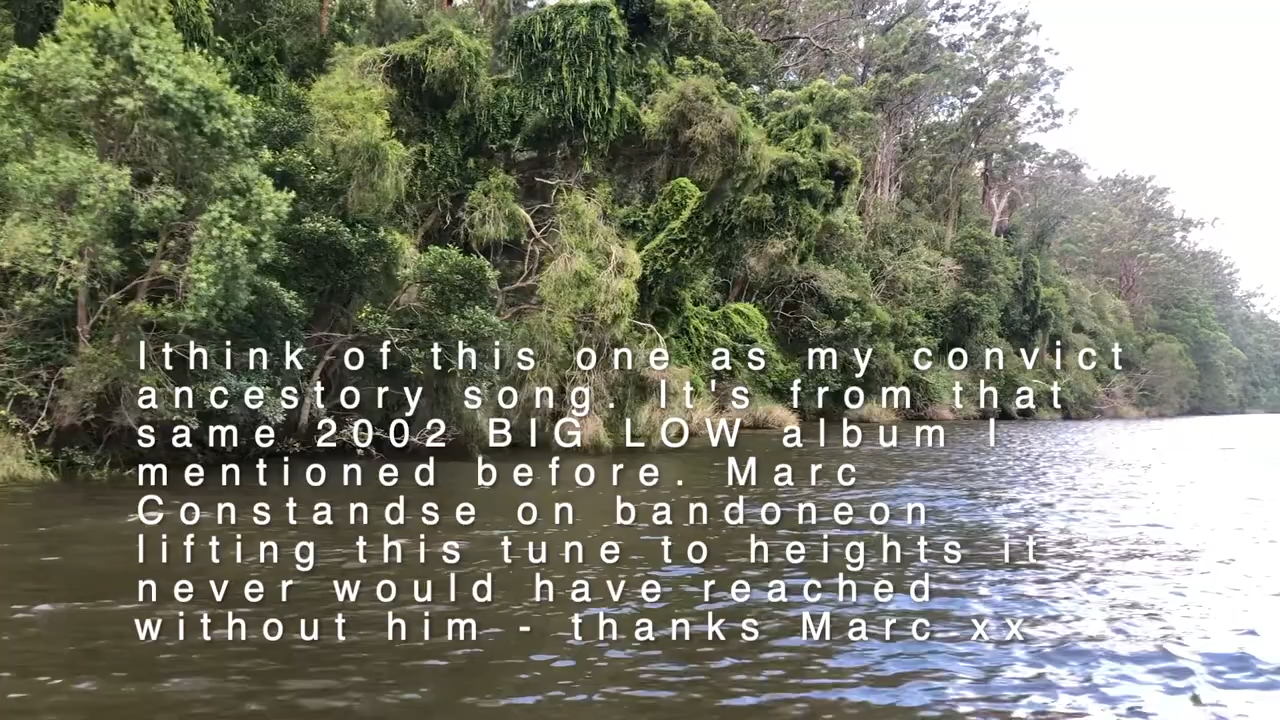 Ithink of this one as my convict
ancestory song. It's from that
same 2002 BIG LOW album I
mentioned before. Marc
Constandse on bandoneon
lifting this tune to heights it
never would have reached
without him - thanks Marc xx